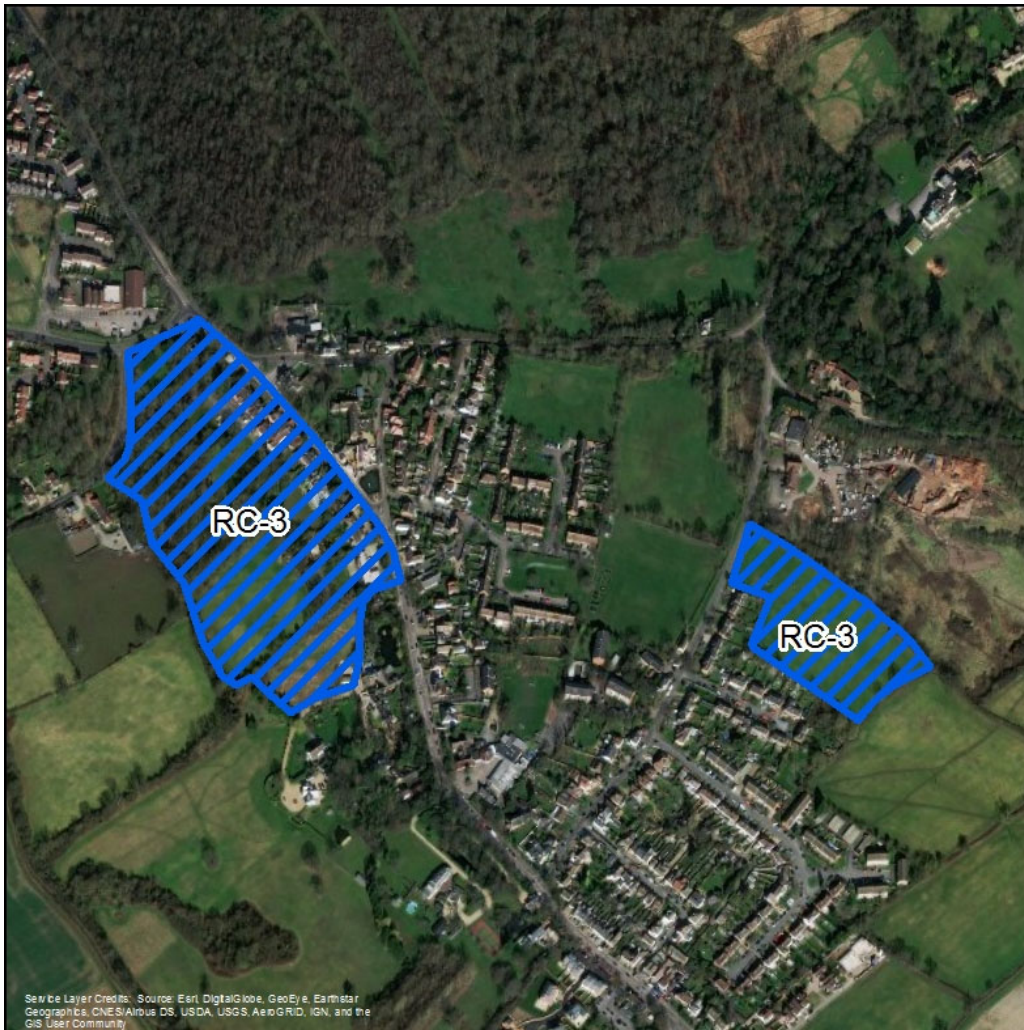 RC-3
RC-3
Service Layer Credits: Source: Esri, DigitalGlobe, GeoEye, Earthstar
Geographics, CNES/Airbus DS, USDA, USGS, AeroGRID, IGN, and the
GIS User Community